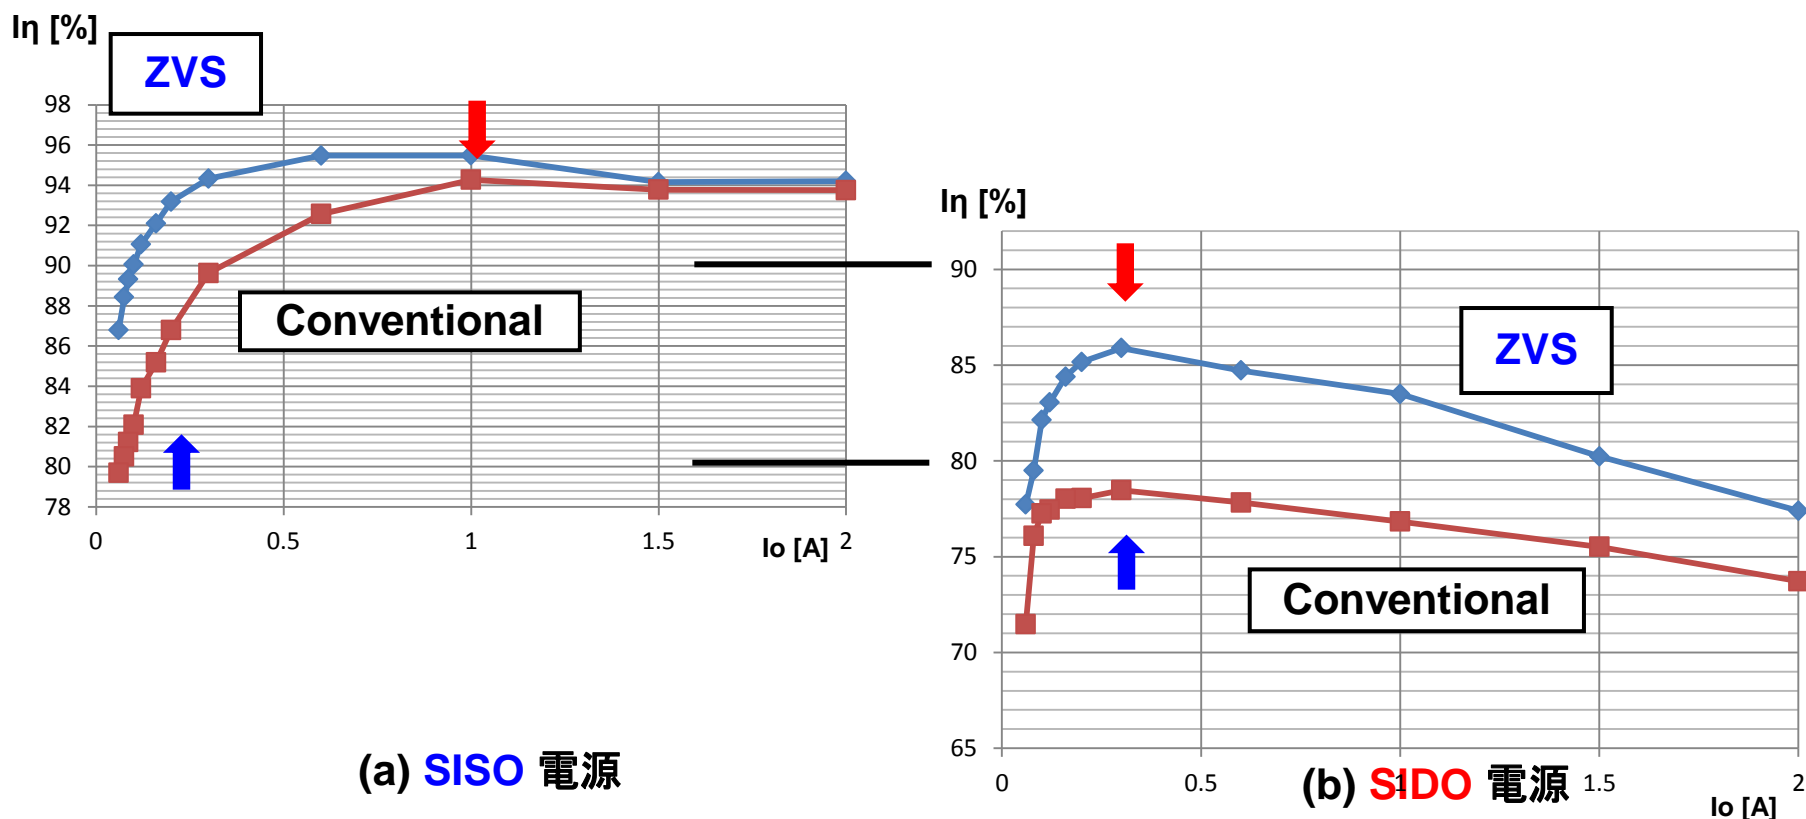 Iη [%]
ZVS
98
96
94
92
90
88
86
84
82
80
78
Conventional
0
0.5
1
1.5
Io [A]
2
(a) SISO 電源
Iη [%]
90
85
80
75
70
65
ZVS
Conventional
0
0.5
1
1.5
2
(b) SIDO 電源
Io [A]